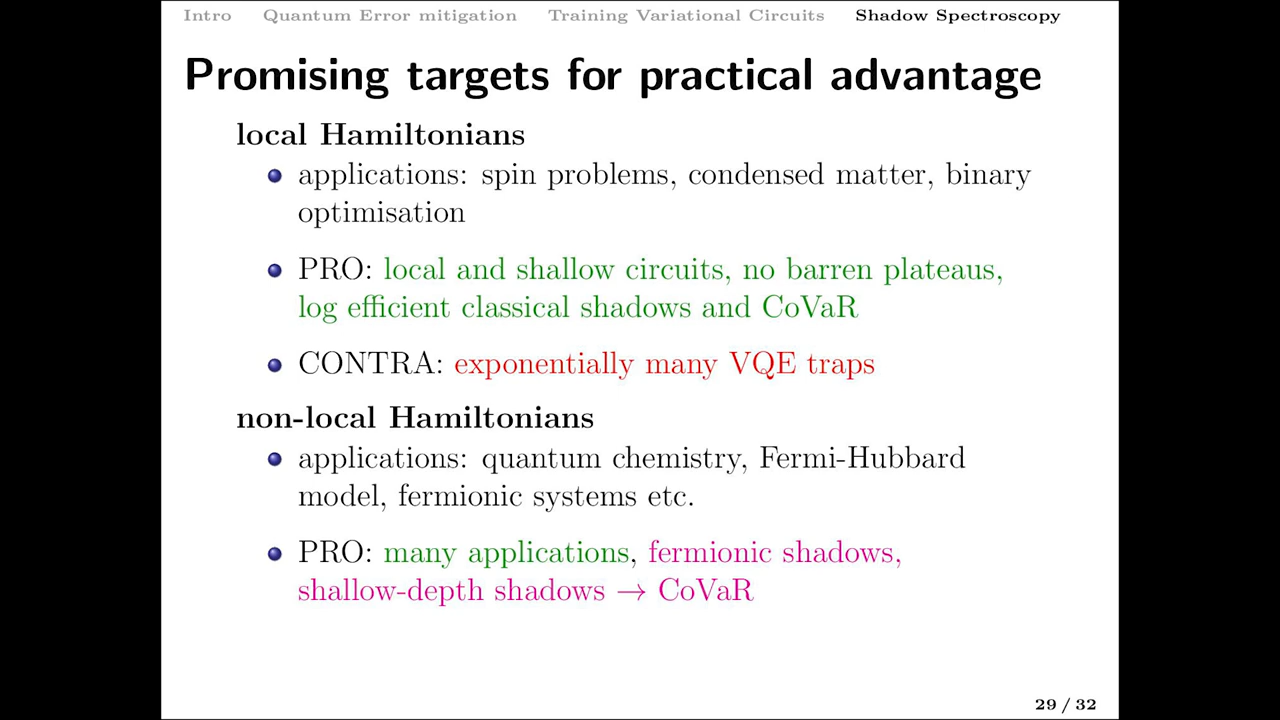 Intro Quantum Error mitigation Training Variational Circuits Shadow Spectroscopy
Promising targets for practical advantage
local Hamiltonians
applications: spin problems, condensed matter, binary
optimisation
PRO: local and shallow circuits, no barren plateaus,
log efficient classical shadows and CoVaR
CONTRA: exponentially many VQE traps
non-local Hamiltonians
applications: quantum chemistry, Fermi-Hubbard
model, fermionic systems etc.
PRO: many applications, fermionic shadows,
shallow-depth shadows → CoVaR
29 / 32